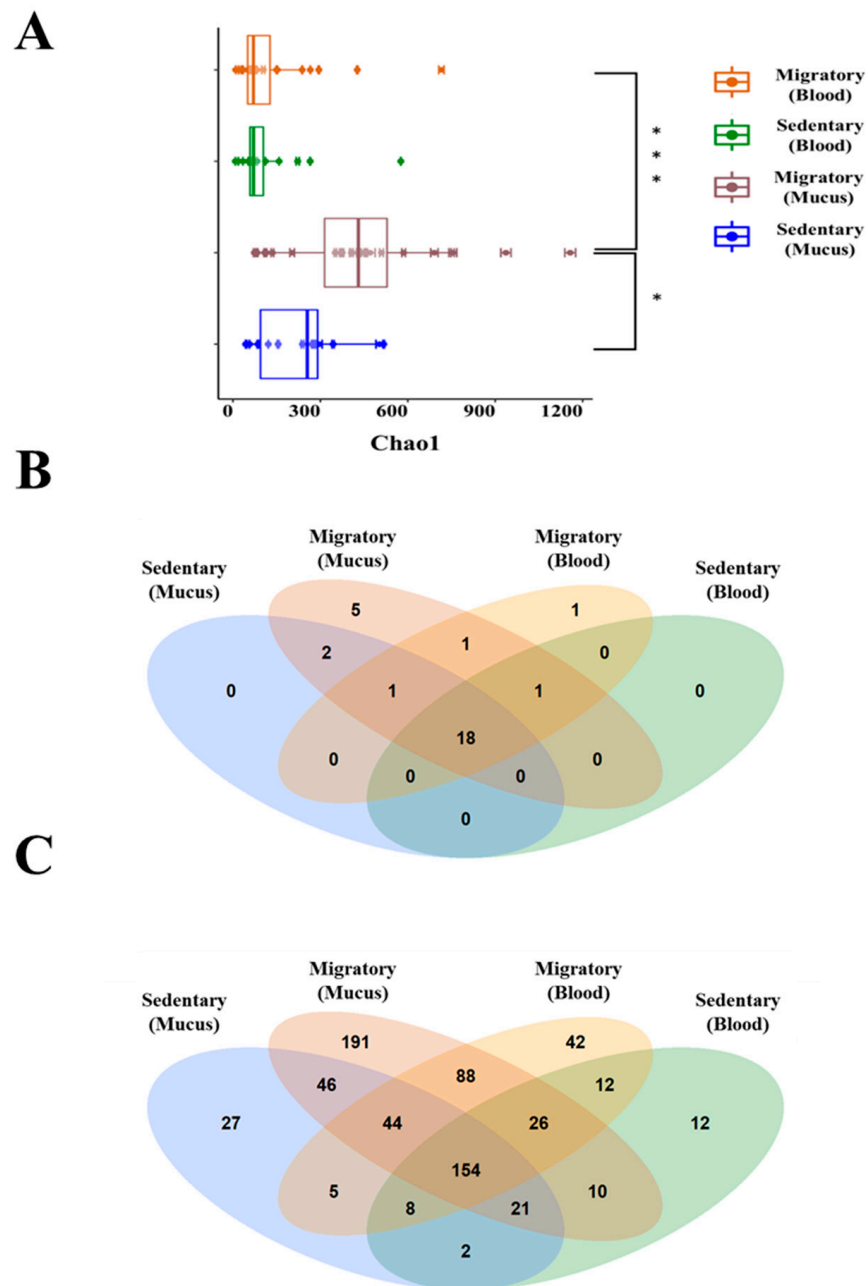 A
Migratory
(Blood)
Sedentary
(Blood)
Migratory
(Mucus)
Sedentary
(Mucus)
*
*
*
*
0 300 600 900 1200
Chao1
B
Sedentary
(Mucus)
Migratory
(Mucus)
Migratory
(Blood)
Sedentary
(Blood)
5 1
2 1 0
0 1 1 0
18
0 0 0 0
0
C
Sedentary
(Mucus)
Migratory
(Mucus)
Migratory
(Blood)
Sedentary
(Blood)
191 42
46 88 12
27 44 26 12
154
5 8 21 10
2